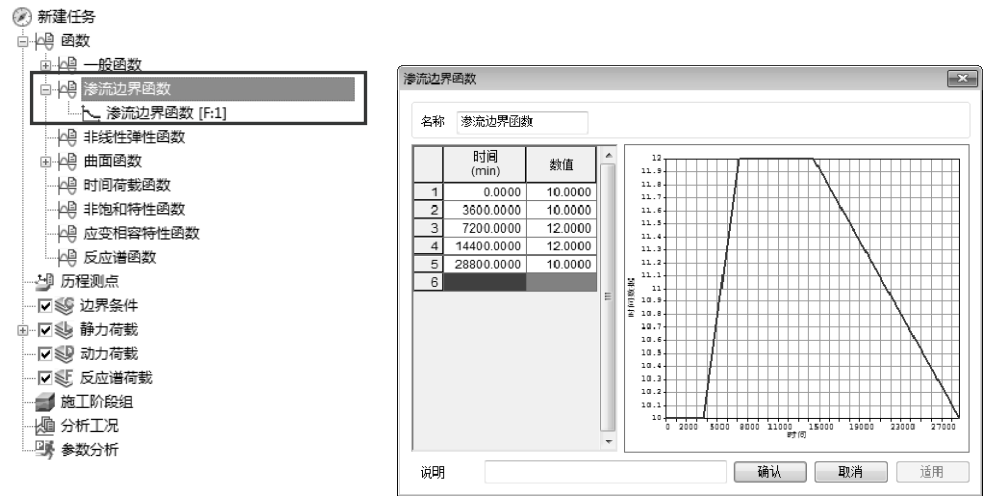 新建任务
函数
一般函数
渗流边界函数
渗流边界函数 [F:1]
非线性弹性函数
曲面函数
时间荷载函数
非饱和特性函数
应变相容特性函数
反应谱函数
历程测点
边界条件
静力荷载
动力荷载
反应谱荷载
施工阶段组
分析工况
参数分析
渗流边界函数
名称 渗流边界函数
时间 (min) 数值
1 0.0000 10.0000
2 3600.0000 10.0000
3 7200.0000 12.0000
4 14400.0000 12.0000
5 28800.0000 10.0000
6
12
11.9
11.8
11.6
11.5
11.4
11.3
11.2
11.1
10.9
10.8
10.7
10.6
10.5
10.3
10.2
10.1
10
时间数据
0 2000 5000 8000 11000 15000 19000 23000 27000
时间
说明
确认 取消 适用